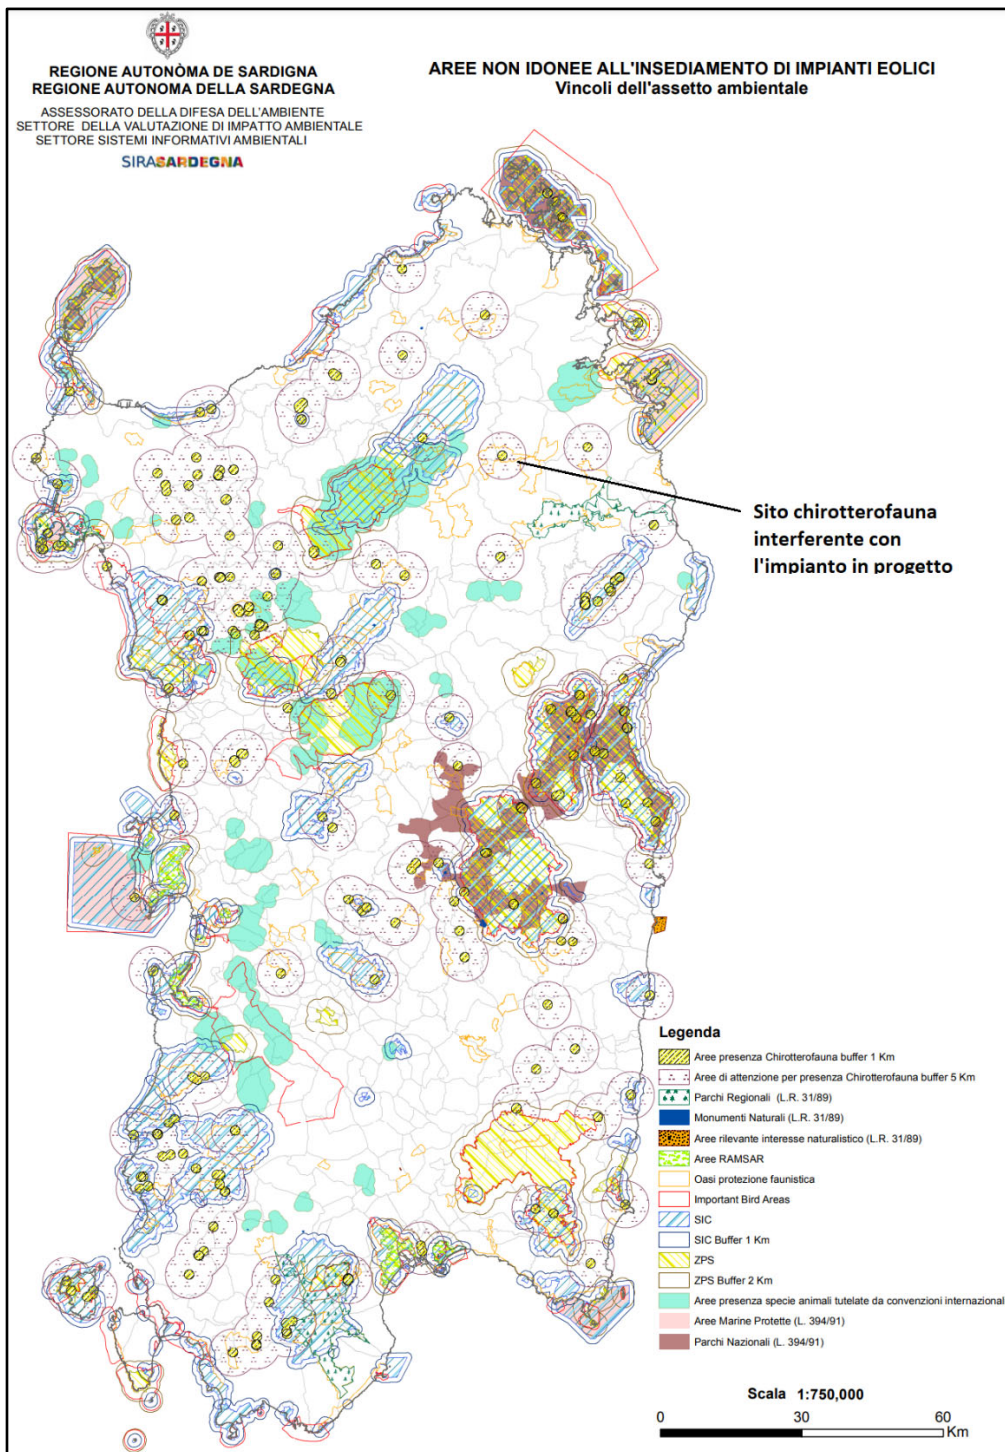 REGIONE AUTONÒMA DE SARDIGNA
REGIONE AUTONOMA DELLA SARDEGNA
ASSESSORATO DELLA DIFESA DELL'AMBIENTE
SETTORE DELLA VALUTAZIONE DI IMPATTO AMBIENTALE
SETTORE SISTEMI INFORMATIVI AMBIENTALI
SIRASARDEGNA
AREE NON IDONEE ALL'INSEDIAMENTO DI IMPIANTI EOLICI
Vincoli dell'assetto ambientale
Sito chirotterofauna
interferente con
l'impianto in progetto
Legenda
Aree presenza Chirotterofauna buffer 1 Km
Aree di attenzione per presenza Chirotterofauna buffer 5 Km
Parchi Regionali (L.R. 31/89)
Monumenti Naturali (L.R. 31/89)
Aree rilevante interesse naturalistico (L.R. 31/89)
Aree RAMSAR
Oasi protezione faunistica
Important Bird Areas
SIC
SIC Buffer 1 Km
ZPS
ZPS Buffer 2 Km
Aree presenza specie animali tutelate da convenzioni internazional
Aree Marine Protette (L. 394/91)
Parchi Nazionali (L. 394/91)
Scala 1:750,000
0 30 60
Km